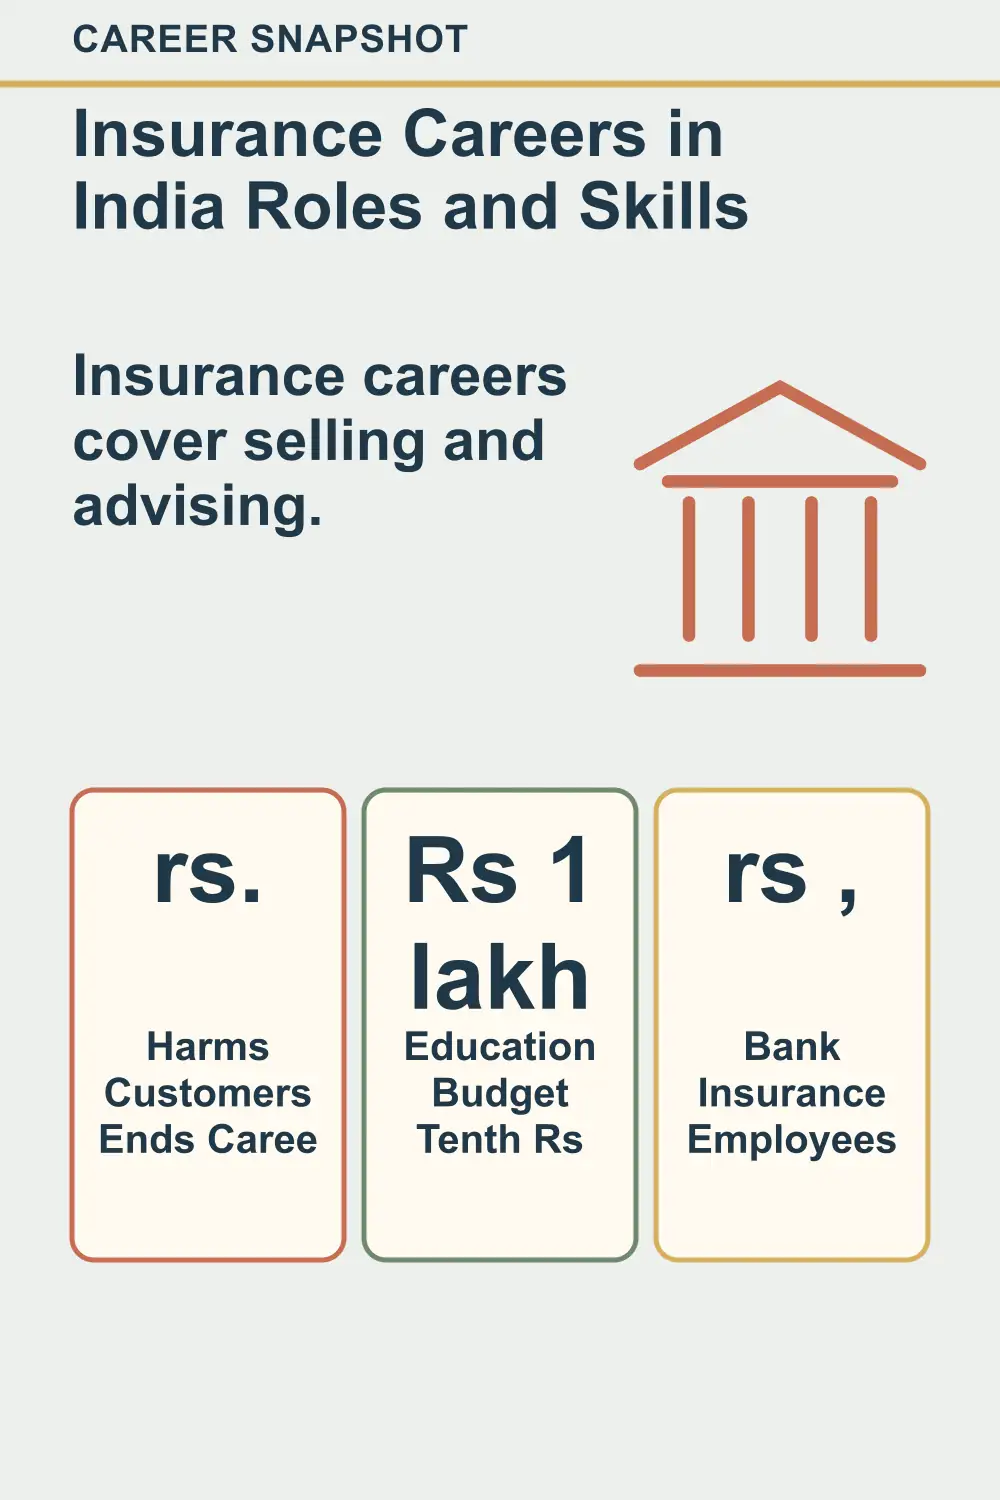 CAREER SNAPSHOT
Insurance Careers in
India Roles and Skills
Insurance careers
cover selling and
advising.
rs.
Harms
Customers
Ends Caree
Rs 1
lakh
Education
Budget
Tenth Rs
rs ,
Bank
Insurance
Employees